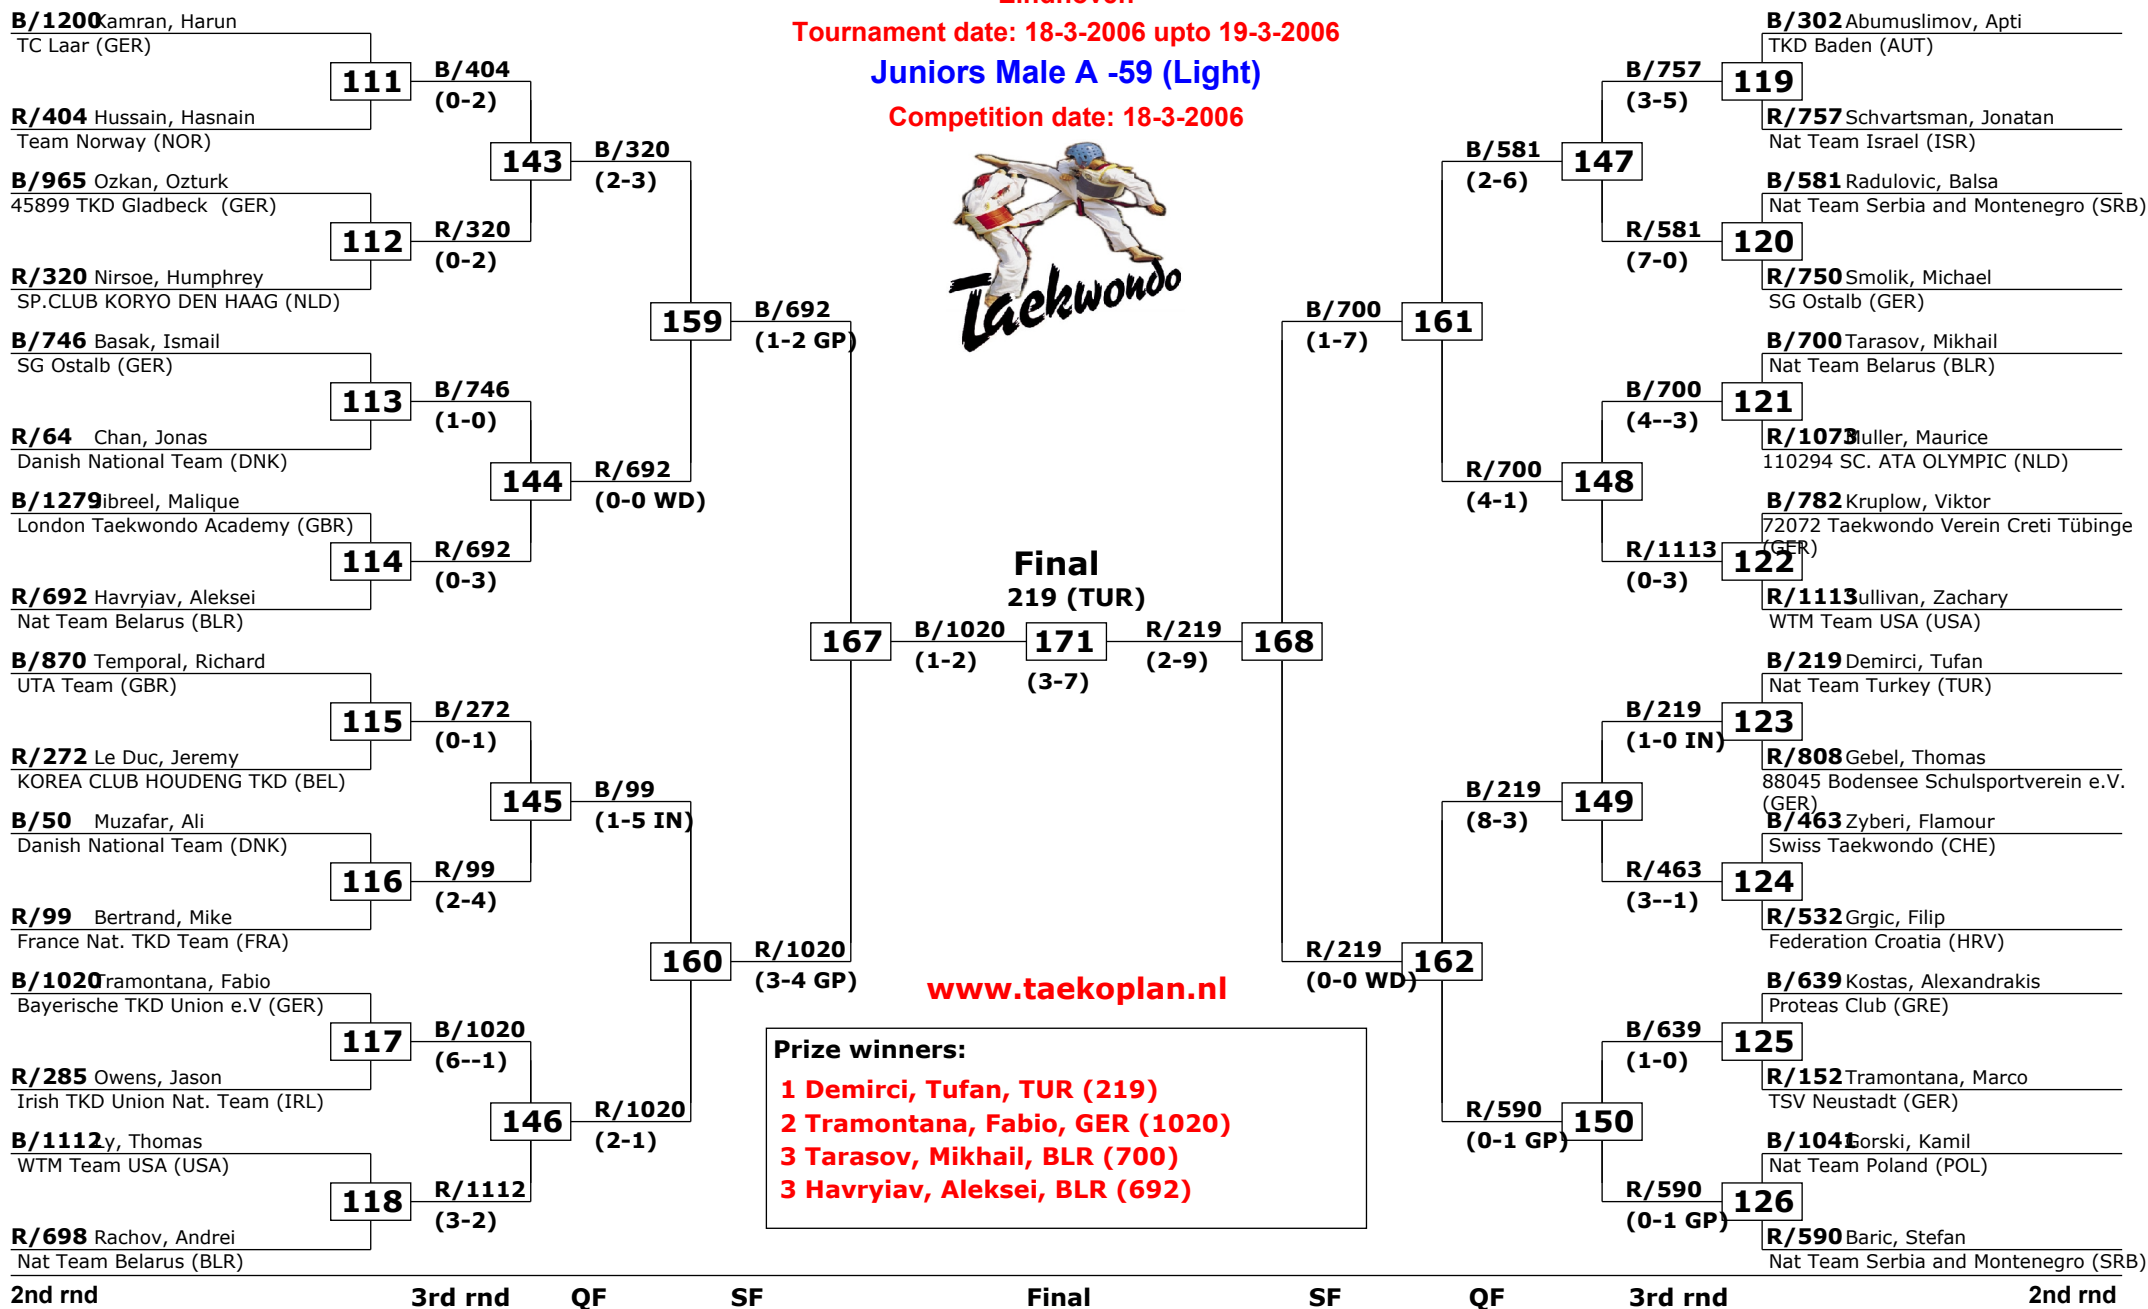 Eindhoven
Tournament date: 18-3-2006 upto 19-3-2006
Juniors Male A -59 (Light)
Competition date: 18-3-2006
Taekwondo
B/1200 Kamran, Harun
TC Laar (GER)
111
R/404 Hussain, Hasnain
Team Norway (NOR)
B/404
(0-2)
143
B/965 Ozkan, Ozturk
45899 TKD Gladbeck (GER)
112
R/320 Nirsoe, Humphrey
SP.CLUB KORYO DEN HAAG (NLD)
R/320
(0-2)
B/320
(2-3)
159
B/746 Basak, Ismail
SG Ostalb (GER)
113
R/64 Chan, Jonas
Danish National Team (DNK)
B/746
(1-0)
144
B/1279 Jibreel, Malique
London Taekwondo Academy (GBR)
114
R/692 Havryiav, Aleksei
Nat Team Belarus (BLR)
R/692
(0-3)
R/692
(0-0 WD)
B/692
(1-2 GP)
167
B/870 Temporal, Richard
UTA Team (GBR)
115
R/272 Le Duc, Jeremy
KOREA CLUB HOUDENG TKD (BEL)
B/272
(0-1)
145
B/50 Muzafar, Ali
Danish National Team (DNK)
116
R/99 Bertrand, Mike
France Nat. TKD Team (FRA)
R/99
(2-4)
B/99
(1-5 IN)
160
B/1020 Tramontana, Fabio
Bayerische TKD Union e.V (GER)
117
R/285 Owens, Jason
Irish TKD Union Nat. Team (IRL)
B/1020
(6--1)
146
B/1112 Ly, Thomas
WTM Team USA (USA)
118
R/698 Rachov, Andrei
Nat Team Belarus (BLR)
R/1112
(3-2)
R/1020
(2-1)
R/1020
(3-4 GP)
Final
219 (TUR)
B/1020
(1-2)
171
(3-7)
R/219
(2-9)
168
B/302 Abumuslimov, Apti
TKD Baden (AUT)
119
R/757 Schvartsman, Jonatan
Nat Team Israel (ISR)
B/757
(3-5)
147
B/581 Radulovic, Balsa
Nat Team Serbia and Montenegro (SRB)
120
R/750 Smolik, Michael
SG Ostalb (GER)
R/581
(7-0)
B/581
(2-6)
161
B/700 Tarasov, Mikhail
Nat Team Belarus (BLR)
121
R/1073 Muller, Maurice
110294 SC. ATA OLYMPIC (NLD)
B/700
(4--3)
148
B/782 Kruplow, Viktor
72072 Taekwondo Verein Creti Tübinge
(GER)
122
R/1113 Sullivan, Zachary
WTM Team USA (USA)
R/1113
(0-3)
R/700
(4-1)
B/700
(1-7)
B/219 Demirci, Tufan
Nat Team Turkey (TUR)
123
R/808 Gebel, Thomas
88045 Bodensee Schulsportverein e.V.
(GER)
B/219
(1-0 IN)
149
B/463 Zyberi, Flamour
Swiss Taekwondo (CHE)
124
R/532 Grgic, Filip
Federation Croatia (HRV)
R/463
(3--1)
B/219
(8-3)
162
B/639 Kostas, Alexandrakis
Proteas Club (GRE)
125
R/152 Tramontana, Marco
TSV Neustadt (GER)
B/639
(1-0)
150
B/1041 Gorski, Kamil
Nat Team Poland (POL)
126
R/590 Baric, Stefan
Nat Team Serbia and Montenegro (SRB)
R/590
(0-1 GP)
R/590
(0-1 GP)
R/219
(0-0 WD)
www.taekoplan.nl
Prize winners:
1 Demirci, Tufan, TUR (219)
2 Tramontana, Fabio, GER (1020)
3 Tarasov, Mikhail, BLR (700)
3 Havryiav, Aleksei, BLR (692)
2nd rnd 3rd rnd QF SF Final SF QF 3rd rnd 2nd rnd